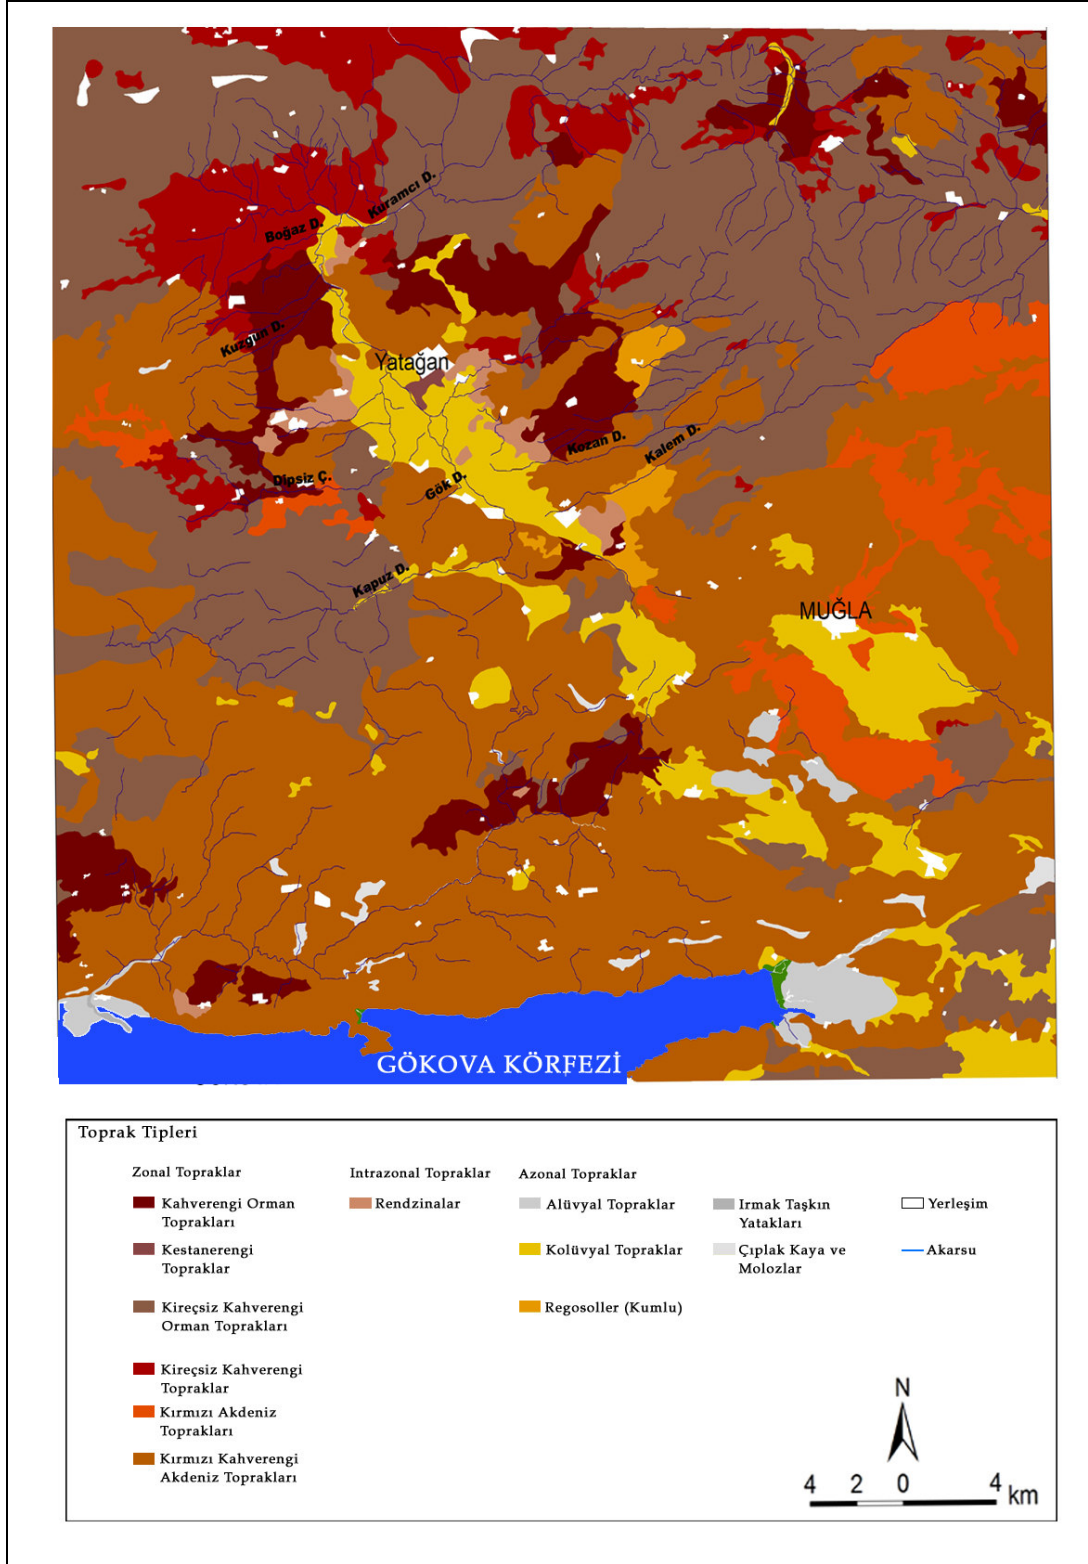 Kuramcı D.
Boğaz D.
Kuzgun D.
Yatağan
Kozan D.
Kalem D.
Dipsiz Ç.
Gök D.
Kapuz D.
MUĞLA
GÖKOVA KÖRFEZİ
Toprak Tipleri
Zonal Topraklar
Kahverengi Orman
Toprakları
Kestanerengi
Topraklar
Kireçsiz Kahverengi
Orman Toprakları
Kireçsiz Kahverengi
Topraklar
Kırmızı Akdeniz
Toprakları
Kırmızı Kahverengi
Akdeniz Toprakları
Intrazonal Topraklar
Rendzinalar
Azonal Topraklar
Alüvyal Topraklar
Kolüvyal Topraklar
Regosoller (Kumlu)
Irmak Taşkın
Yatakları
Çıplak Kaya ve
Molozlar
Yerleşim
Akarsu
N
4 2 0 4 km